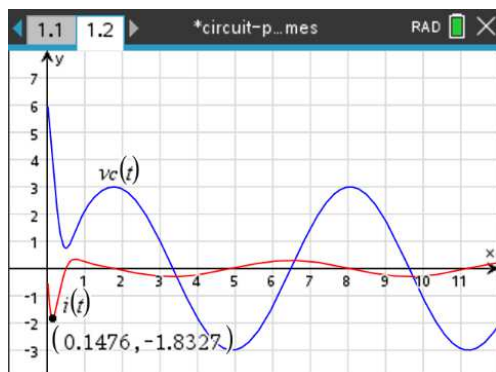 1.1 1.2 *circuit-p...mes RAD
y
7
6
5
4
vc(t)
3
2
1
x
1 2 3 4 5 6 7 8 9 10 11
-1
i(t)
-2
(0.1476,-1.8327)
-3